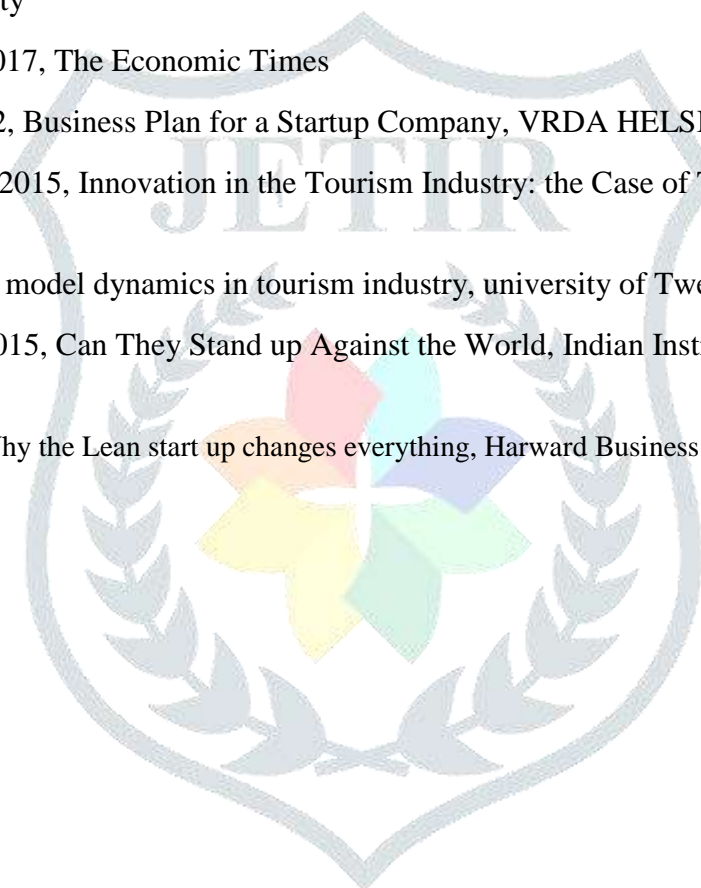 ty
017, The Economic Times
2, Business Plan for a Startup Company, VRDA HELS
JETIR
2015, Innovation in the Tourism Industry: the Case of
model dynamics in tourism industry, university of Twe
015, Can They Stand up Against the World, Indian Inst
hy the Lean start up changes everything, Harward Business